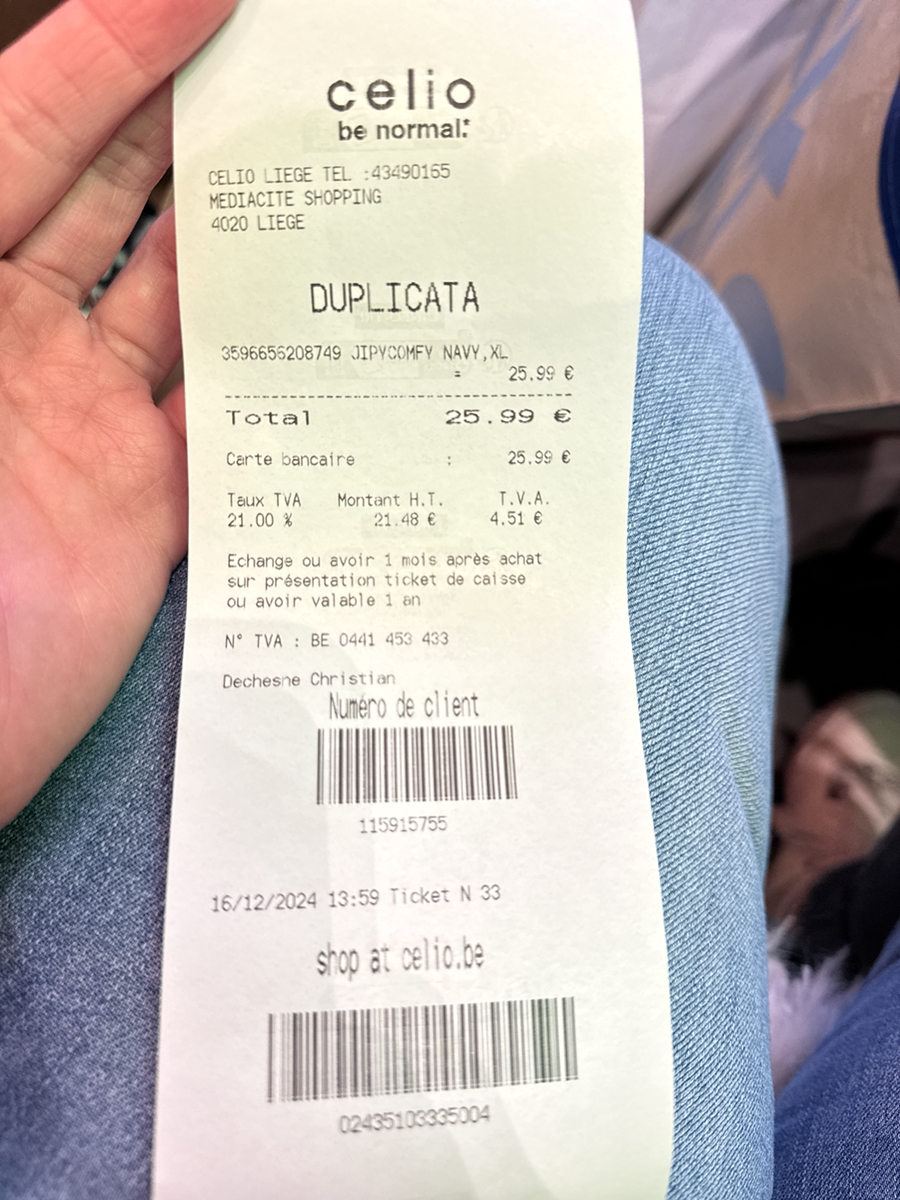 celio
be normal:*
CELIO LIEGE TEL :43490165
MEDIACITE SHOPPING
4020 LIEGE
DUPLICATA
3596656208749 JIPYCOMFY NAVY,XL
= 25.99 €
Total 25.99 €
Carte bancaire : 25.99 €
Taux TVA Montant H.T. T.V.A.
21.00 % 21.48 € 4.51 €
Echange ou avoir 1 mois après achat
sur présentation ticket de caisse
ou avoir valable 1 an
N° TVA : BE 0441 453 433
Dechesne Christian
Numéro de client
115915755
16/12/2024 13:59 Ticket N 33
shop at celio.be
02435103335004